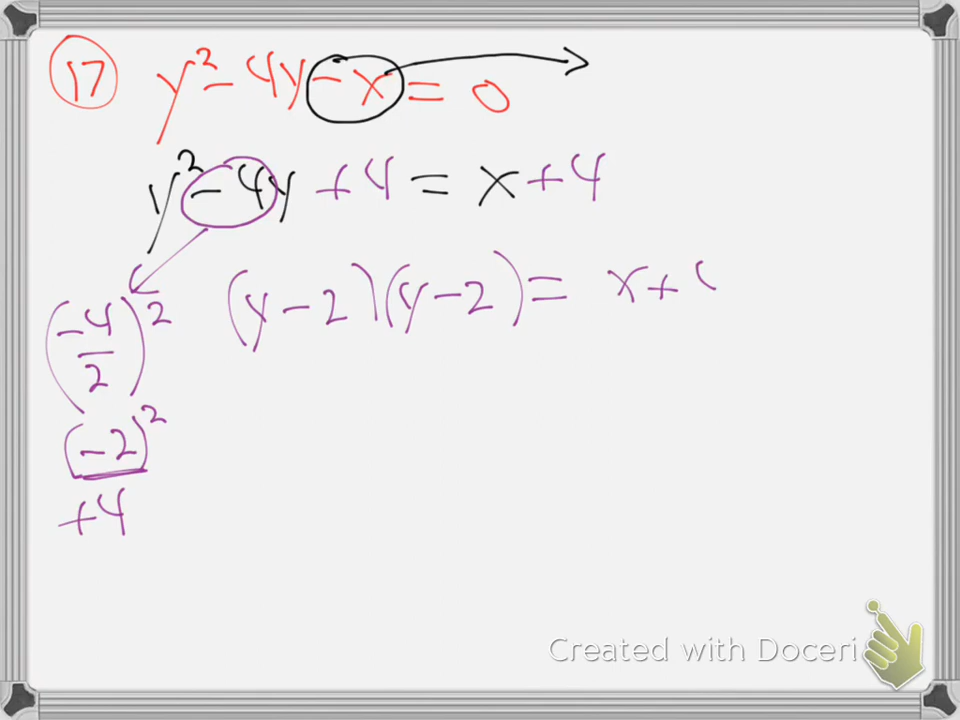 17 y² - 4y - x = 0
y² - 4y + 4 = x + 4
(y - 2)(y - 2) = x +
(-4/2)²
(-2)²
+4
Created with Doceri